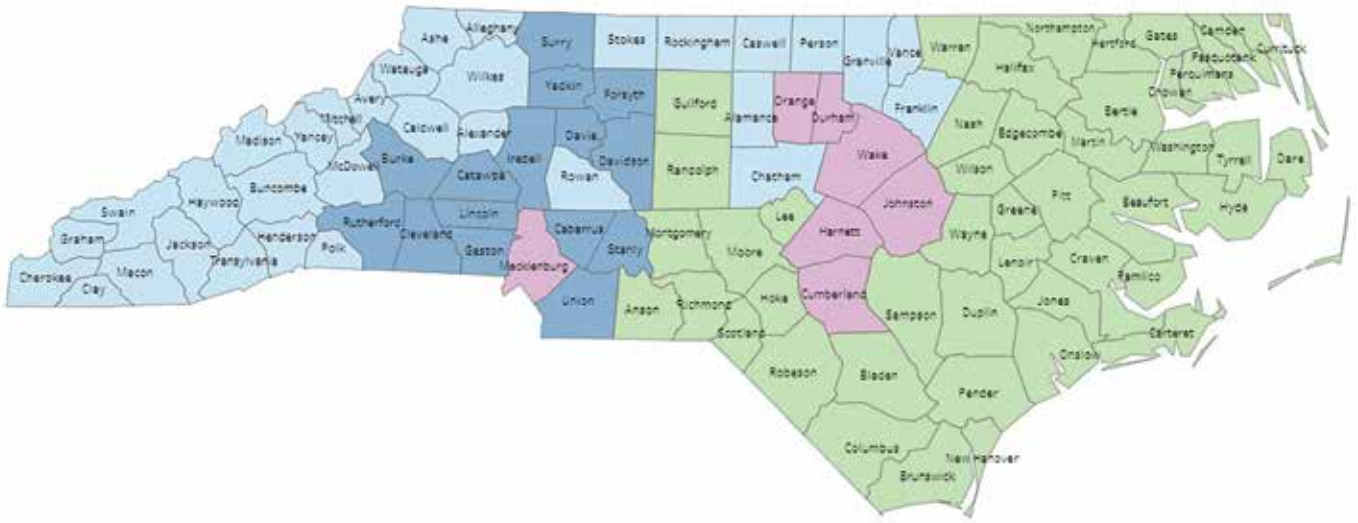 Ashe
Alleghany
Surry
Stokes
Rockingham
Caswell
Person
Granville
Vance
Warren
Northampton
Hertford
Gates
Camden
Currituck
Pasquotank
Perquimans
Chowan
Halifax
Watauga
Wilkes
Yadkin
Forsyth
Guilford
Alamance
Orange
Durham
Franklin
Nash
Edgecombe
Bertie
Martin
Washington
Tyrrell
Dare
Avery
Mitchell
Caldwell
Alexander
Davie
Iredell
Davidson
Madison
Yancey
McDowell
Burke
Catawba
Rowan
Randolph
Chatham
Wake
Wilson
Pitt
Beaufort
Hyde
Haywood
Buncombe
Swain
Rutherford
Cleveland
Lincoln
Gaston
Cabarrus
Stanly
Montgomery
Moore
Lee
Harnett
Johnston
Wayne
Greene
Lenoir
Craven
Pamlico
Graham
Jackson
Transylvania
Henderson
Polk
Mecklenburg
Cherokee
Clay
Macon
Union
Anson
Richmond
Scotland
Hoke
Cumberland
Sampson
Duplin
Jones
Carteret
Onslow
Robeson
Bladen
Pender
Columbus
Brunswick
New Hanover